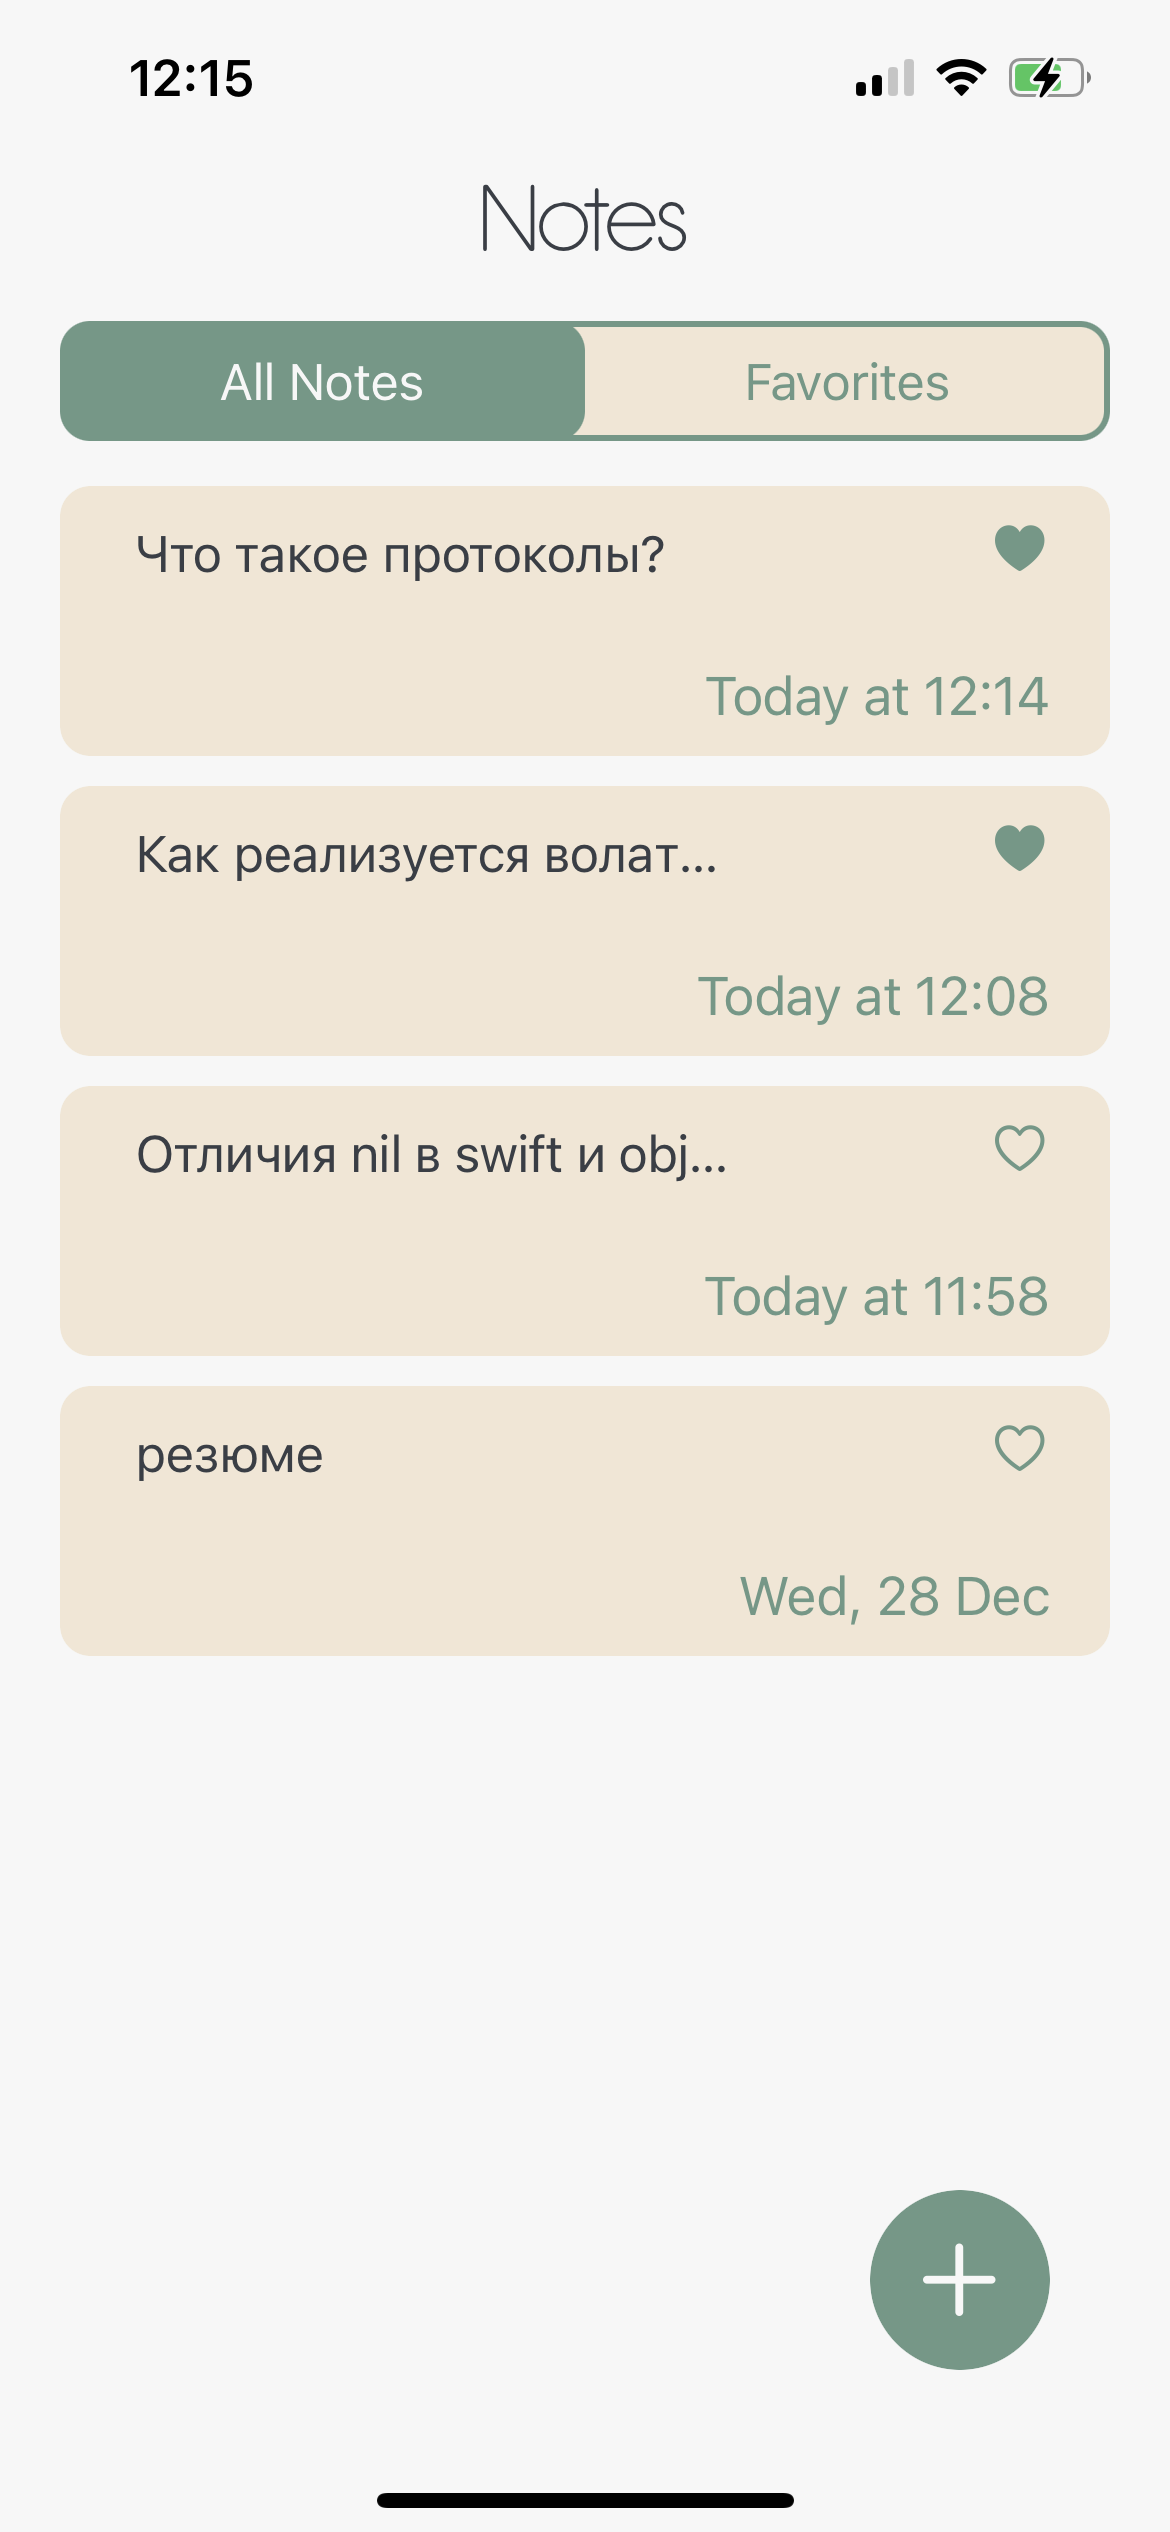 12:15
Notes
All Notes
Favorites
Что такое протоколы?
Today at 12:14
Как реализуется волат...
Today at 12:08
Отличия nil в swift и obj...
Today at 11:58
резюме
Wed, 28 Dec